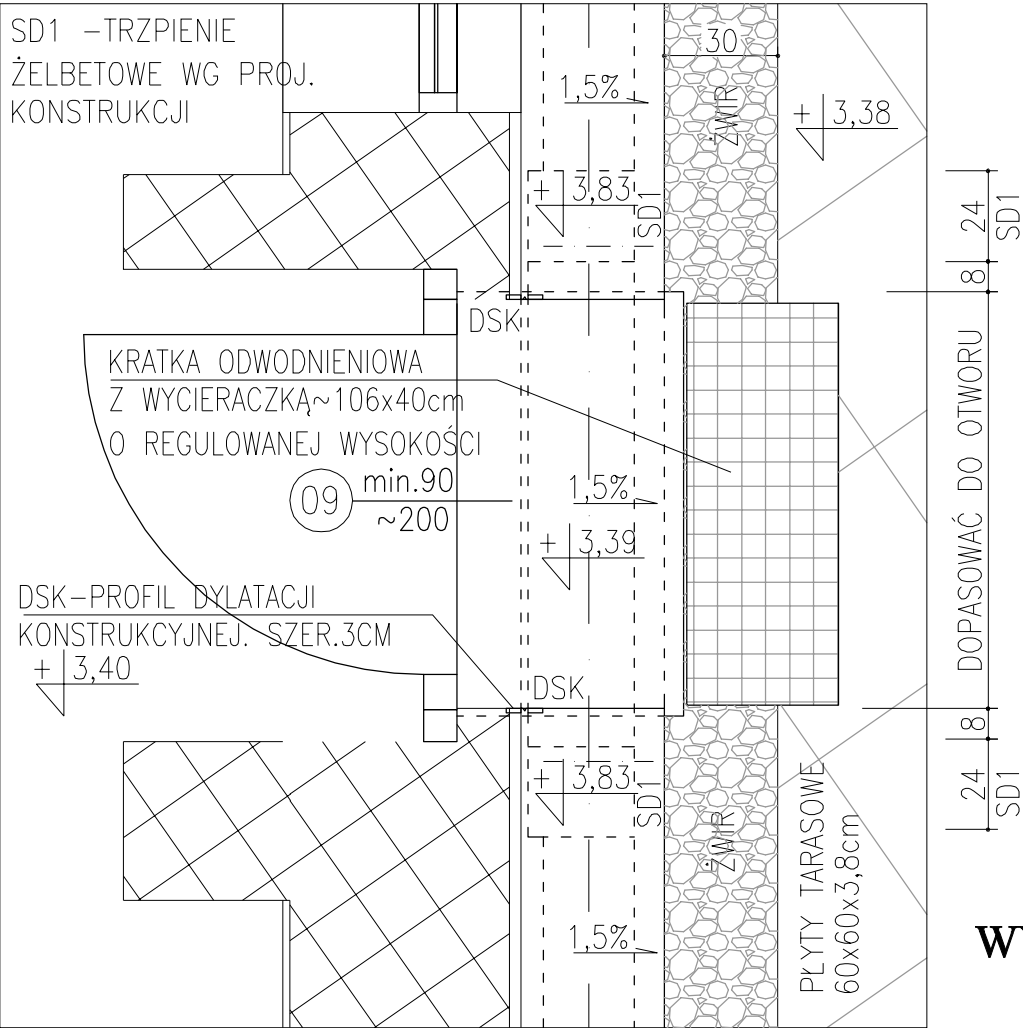 SD1 -TRZPIENIE
ŻELBETOWE WG PROJ.
KONSTRUKCJI
30
1,5%
ŻWIR
+ 3,38
+ 3,83
SD1
24
SD1
8
DSK
KRATKA ODWODNIENIOWA
Z WYCIERACZKĄ~106x40cm
O REGULOWANEJ WYSOKOŚCI
09
min.90
~200
1,5%
+ 3,39
DOPASOWAĆ DO OTWORU
DSK-PROFIL DYLATACJI
KONSTRUKCYJNEJ. SZER.3CM
+ 3,40
DSK
8
+ 3,83
SD1
24
SD1
ŻWIR
PŁYTY TARASOWE
60x60x3,8cm
1,5%